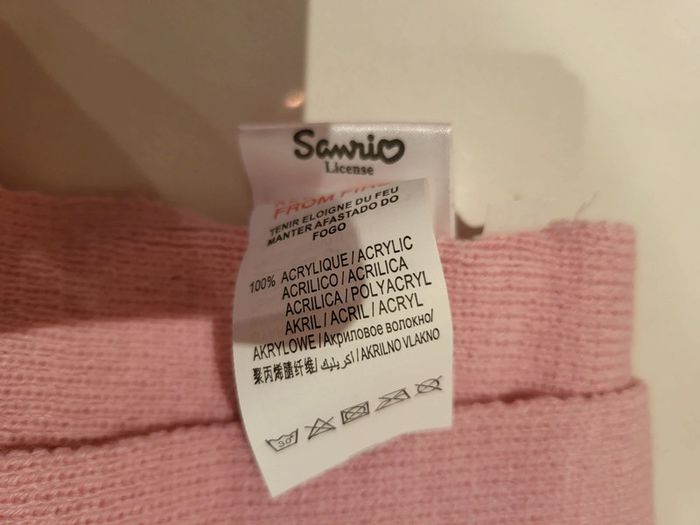 Sanrio
License
FROM FIRE
TENIR ELOIGNE DU FEU
MANTER AFASTADO DO
FOGO
100% ACRYLIQUE / ACRYLIC
ACRILICO / ACRILICA
ACRILICA / POLYACRYL
AKRIL / ACRIL / ACRYL
AKRYLOWE / Акриловое волокно/
聚丙烯腈纤维/ اكريليك / AKRILNO VLAKNO
30°